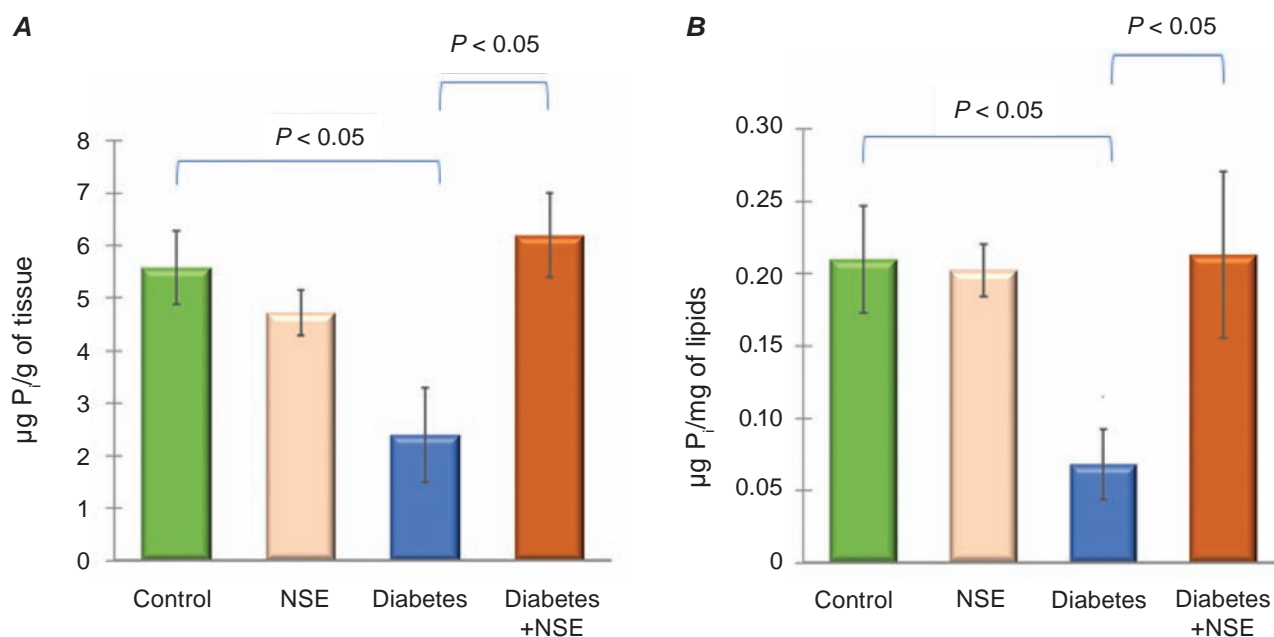 A
P < 0.05
P < 0.05
8
7
6
5
4
3
2
1
0
µg Pi/g of tissue
Control
NSE
Diabetes
Diabetes
+NSE
B
P < 0.05
P < 0.05
0.30
0.25
0.20
0.15
0.10
0.05
0
µg Pi/mg of lipids
Control
NSE
Diabetes
Diabetes
+NSE